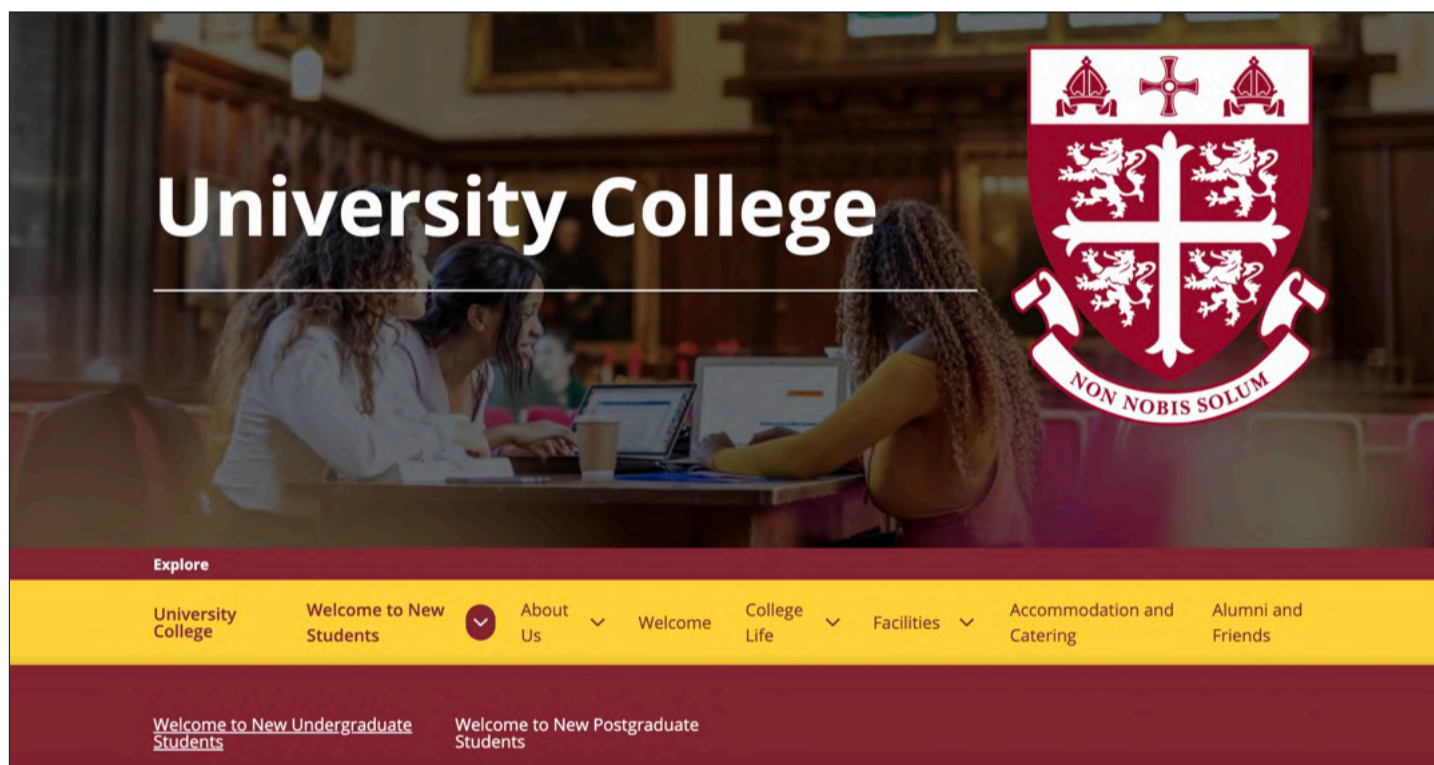 University College
NON NOBIS SOLUM
Explore
University
College
Welcome to New
Students
About
Us
Welcome
College
Life
Facilities
Accommodation and
Catering
Alumni and
Friends
Welcome to New Undergraduate
Students
Welcome to New Postgraduate
Students